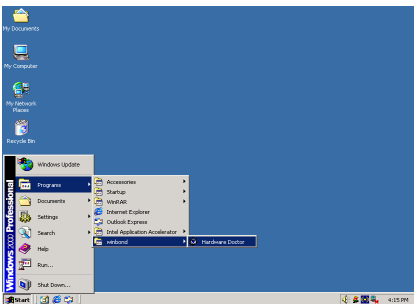 My Documents
My Computer
My Network
Places
Recycle Bin
Windows 2000 Professional
Windows Update
Programs
Documents
Settings
Search
Help
Run...
Shut Down...
Accessories
Startup
WinRAR
Internet Explorer
Outlook Express
Intel Application Accelerator
winbond
Hardware Doctor
Start
4:15 PM